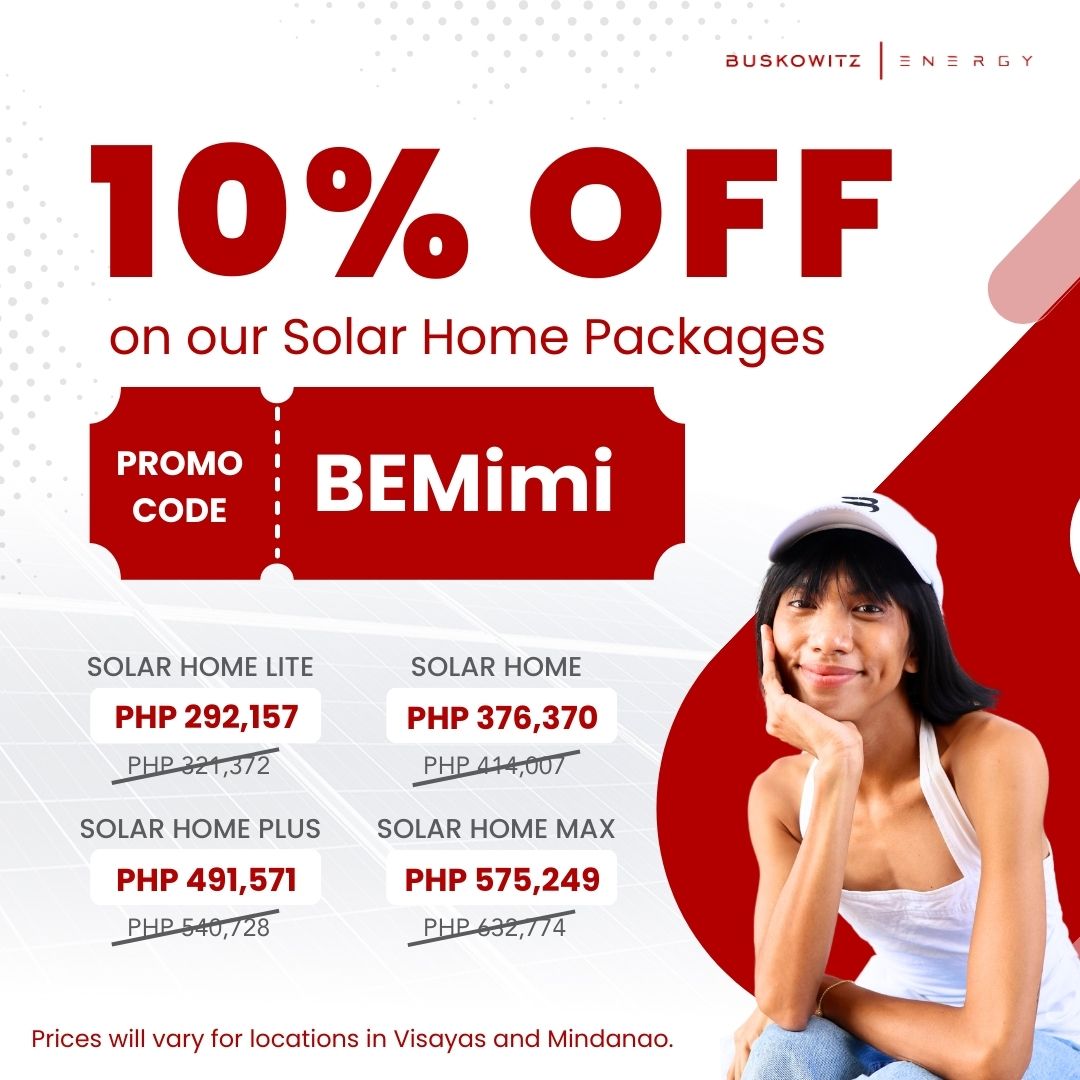 BUSKOWITZ | ENERGY
10% OFF
on our Solar Home Packages
PROMO
CODE
BEMimi
SOLAR HOME LITE
PHP 292,157
PHP 321,372
SOLAR HOME
PHP 376,370
PHP 414,007
SOLAR HOME PLUS
PHP 491,571
PHP 540,728
SOLAR HOME MAX
PHP 575,249
PHP 632,774
Prices will vary for locations in Visayas and Mindanao.